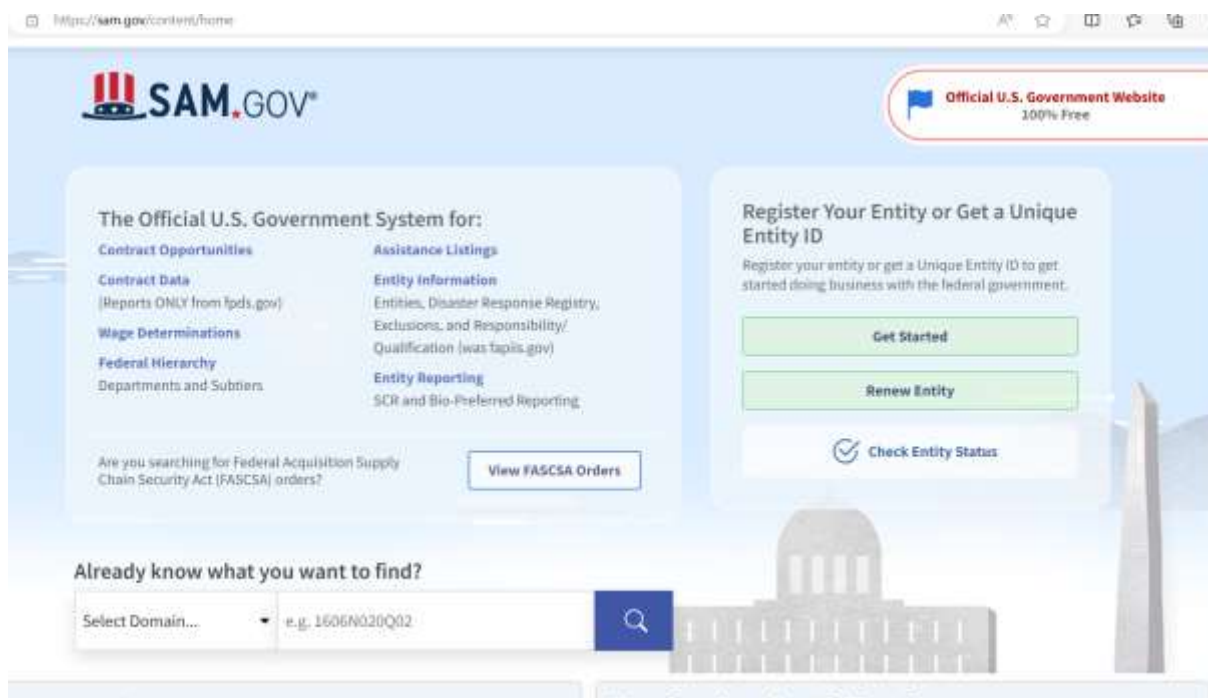 https://sam.gov/content/home
SAM.GOV®
Official U.S. Government Website
100% Free
The Official U.S. Government System for:
Contract Opportunities
Contract Data
(Reports ONLY from fpds.gov)
Wage Determinations
Federal Hierarchy
Departments and Subtiers
Assistance Listings
Entity Information
Entities, Disaster Response Registry,
Exclusions, and Responsibility/
Qualification (was fapiis.gov)
Entity Reporting
SCR and Bio-Preferred Reporting
Are you searching for Federal Acquisition Supply
Chain Security Act (FASCSA) orders?
View FASCSA Orders
Register Your Entity or Get a Unique
Entity ID
Register your entity or get a Unique Entity ID to get
started doing business with the federal government.
Get Started
Renew Entity
Check Entity Status
Already know what you want to find?
Select Domain...
e.g. 1606N020Q02